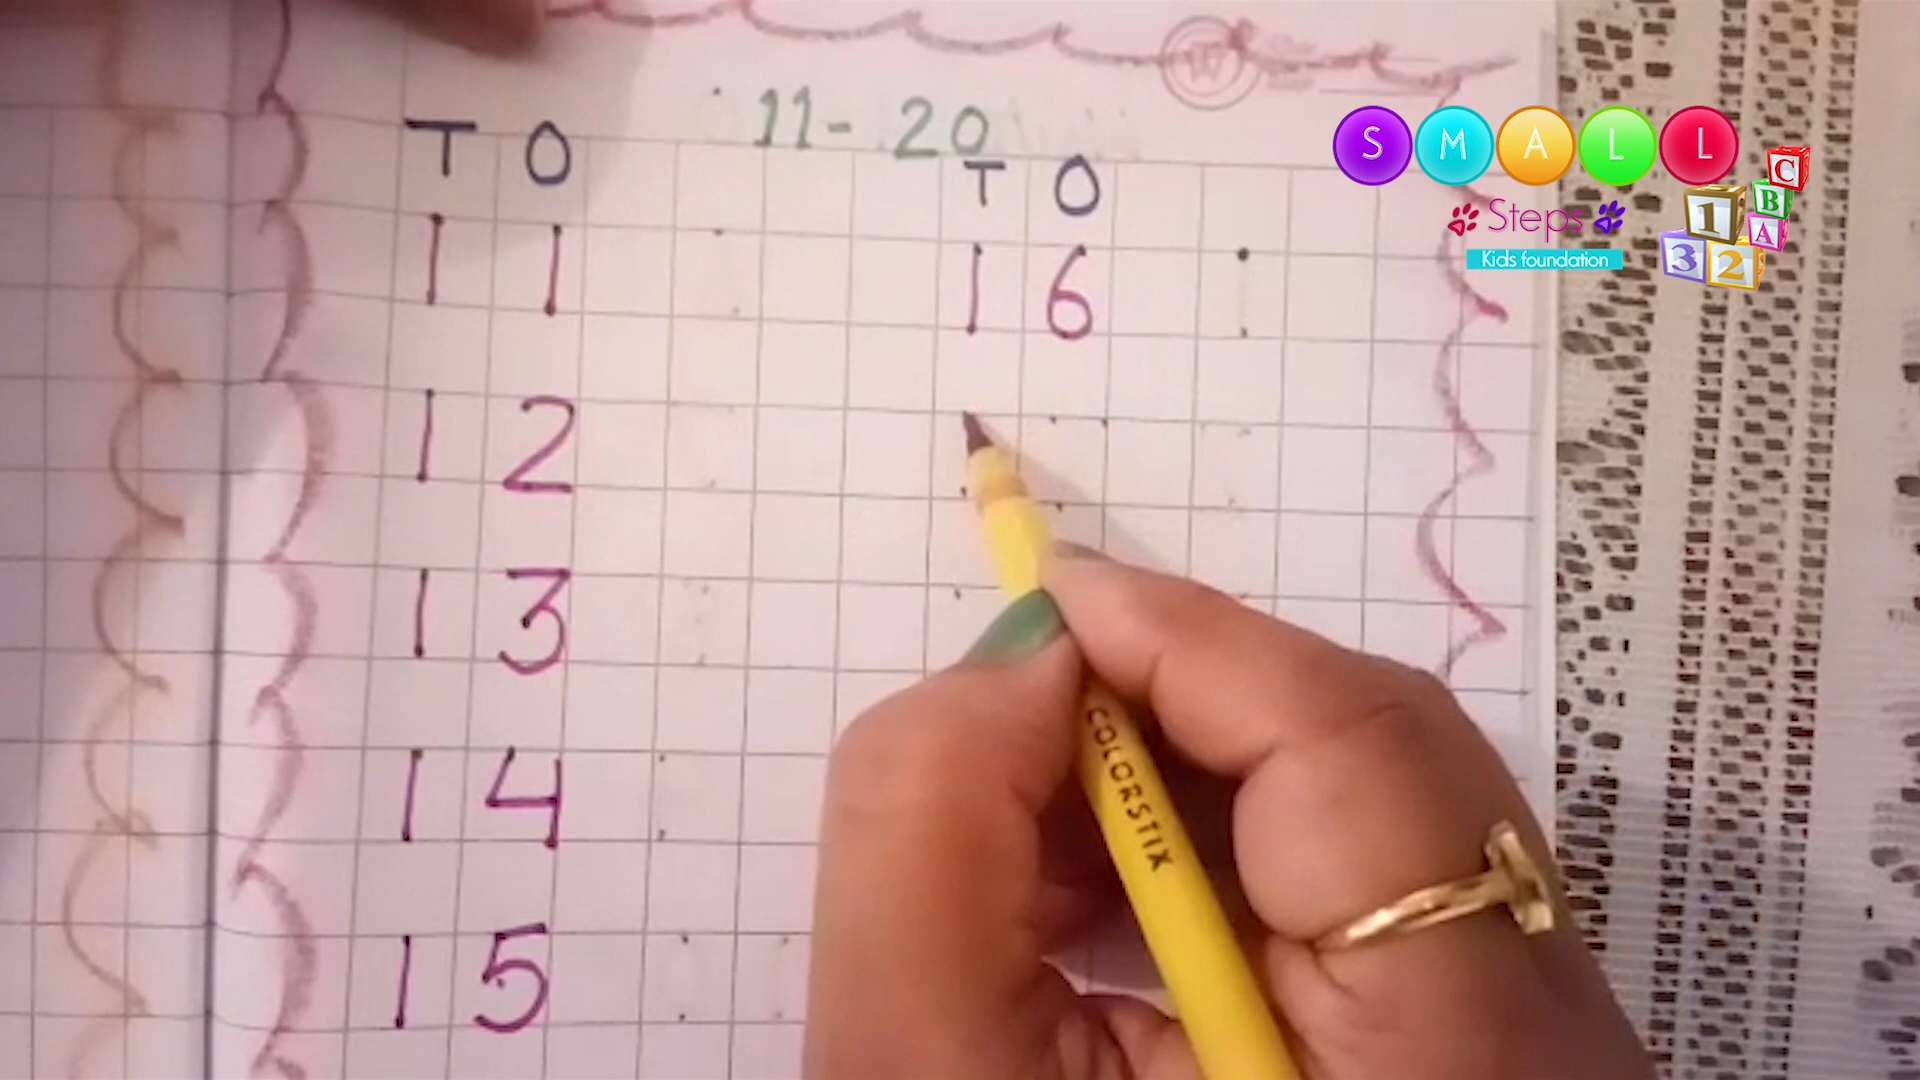 11- 20
T O T O
1 1 1 6
1 2
1 3
1 4
1 5
COLORSTIX
SMALL
Steps
Kids foundation
C
B
1
A
3 2